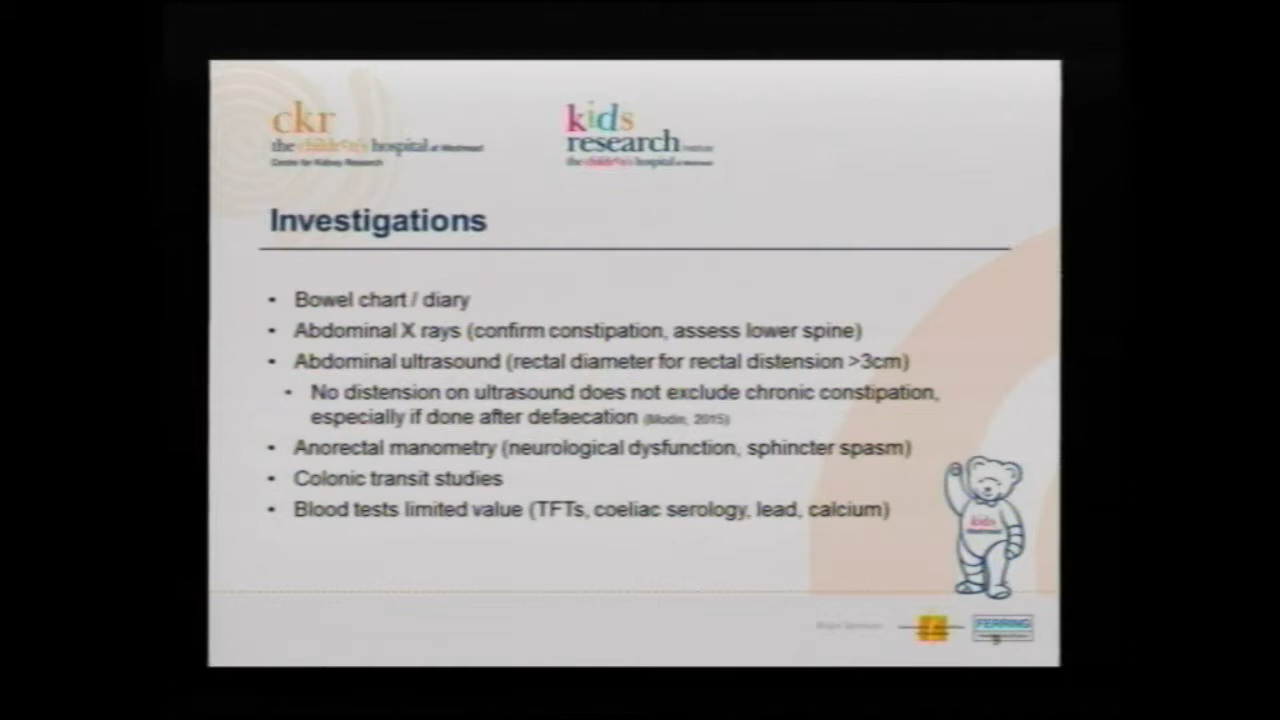 ckr
the children's hospital at Westmead
Centre for Kidney Research
kids
research institute
the children's hospital at Westmead
Investigations
• Bowel chart / diary
• Abdominal X rays (confirm constipation, assess lower spine)
• Abdominal ultrasound (rectal diameter for rectal distension >3cm)
• No distension on ultrasound does not exclude chronic constipation,
especially if done after defaecation (Modin, 2015)
• Anorectal manometry (neurological dysfunction, sphincter spasm)
• Colonic transit studies
• Blood tests limited value (TFTs, coeliac serology, lead, calcium)
kids
FERRING